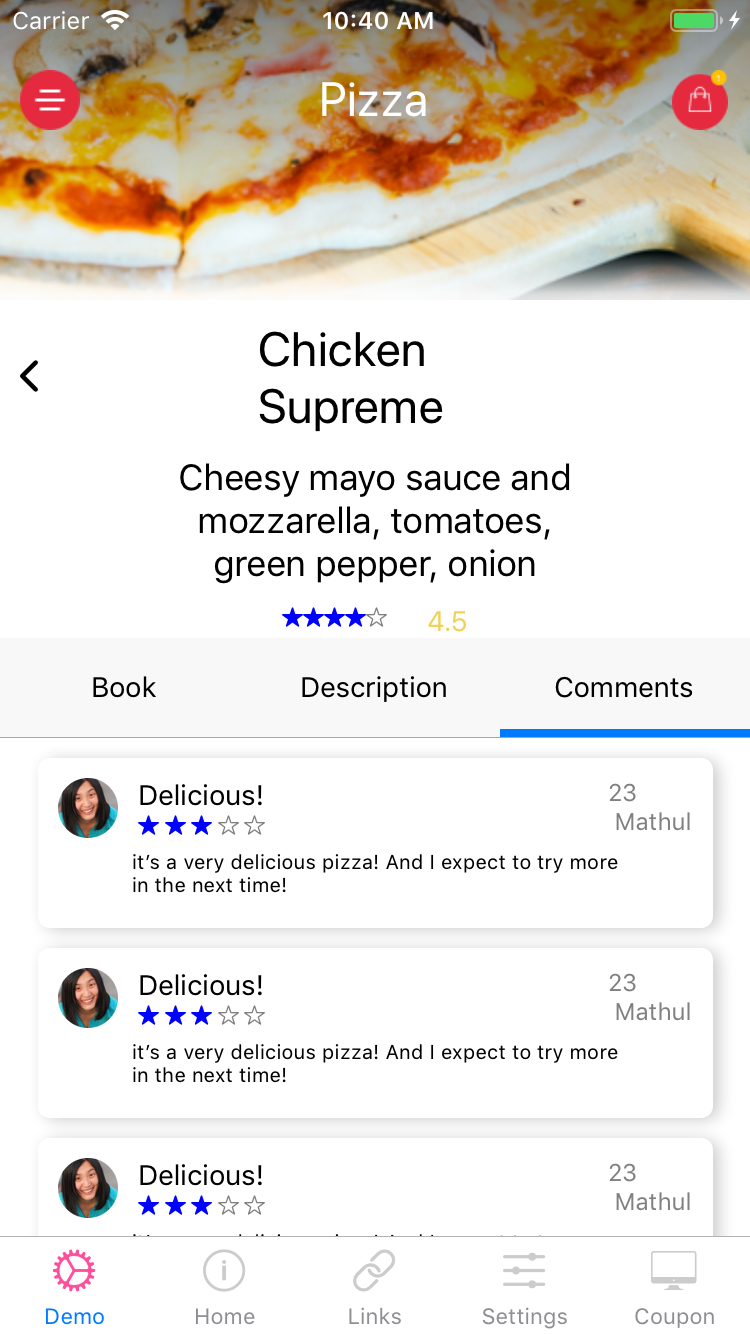 Carrier 10:40 AM
Pizza
1
Chicken
Supreme
Cheesy mayo sauce and
mozzarella, tomatoes,
green pepper, onion
4.5
Book Description Comments
Delicious! 23
Mathul
it's a very delicious pizza! And I expect to try more
in the next time!
Delicious! 23
Mathul
it's a very delicious pizza! And I expect to try more
in the next time!
Delicious! 23
Mathul
Demo Home Links Settings Coupon